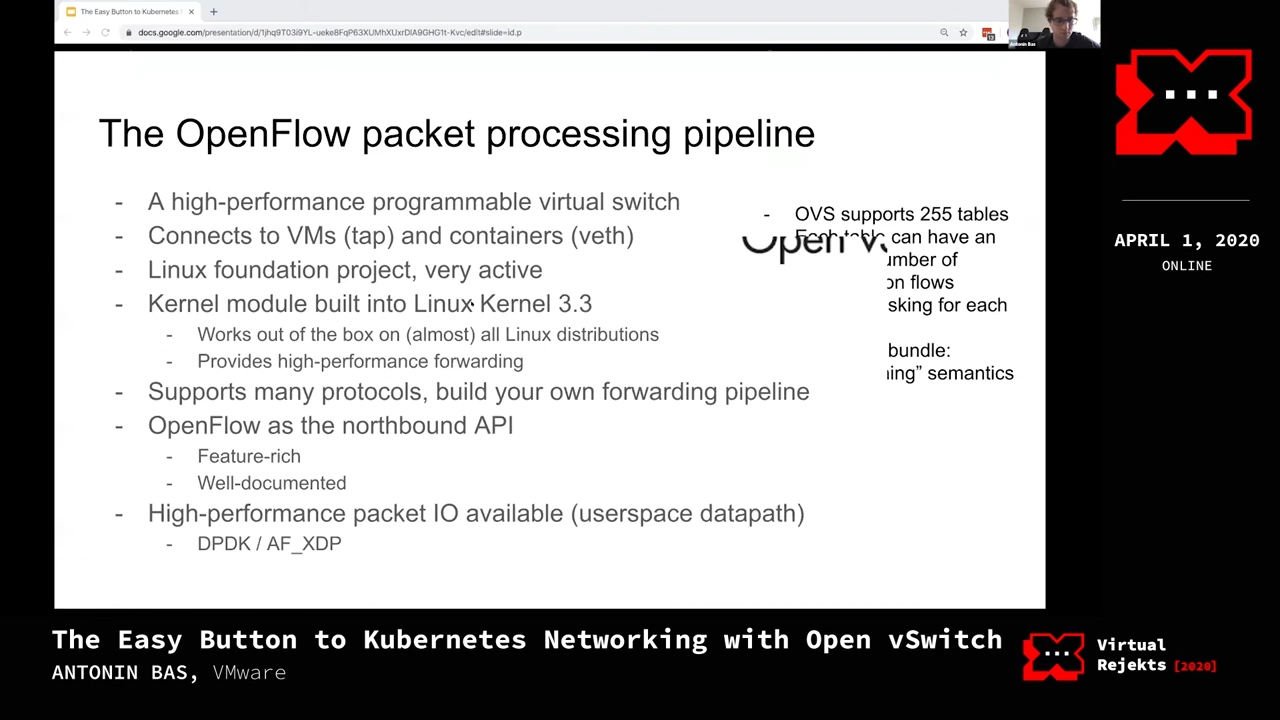 The Easy Button to Kubernetes
docs.google.com/presentation/d/1jhq9T03i9YL-ueke8FqP63XUMhXUxrDIA9GHG1t-Kvc/edit#slide=id.p
Antonin Bas
The OpenFlow packet processing pipeline
- A high-performance programmable virtual switch
- Connects to VMs (tap) and containers (veth)
- Linux foundation project, very active
- Kernel module built into Linux Kernel 3.3
- Works out of the box on (almost) all Linux distributions
- Provides high-performance forwarding
- Supports many protocols, build your own forwarding pipeline
- OpenFlow as the northbound API
- Feature-rich
- Well-documented
- High-performance packet IO available (userspace datapath)
- DPDK / AF_XDP
- OVS supports 255 tables
Each table can have an
umber of
on flows
sking for each
bundle:
ning” semantics
Open v
APRIL 1, 2020
ONLINE
The Easy Button to Kubernetes Networking with Open vSwitch
ANTONIN BAS, VMware
Virtual
Rejekts [2020]